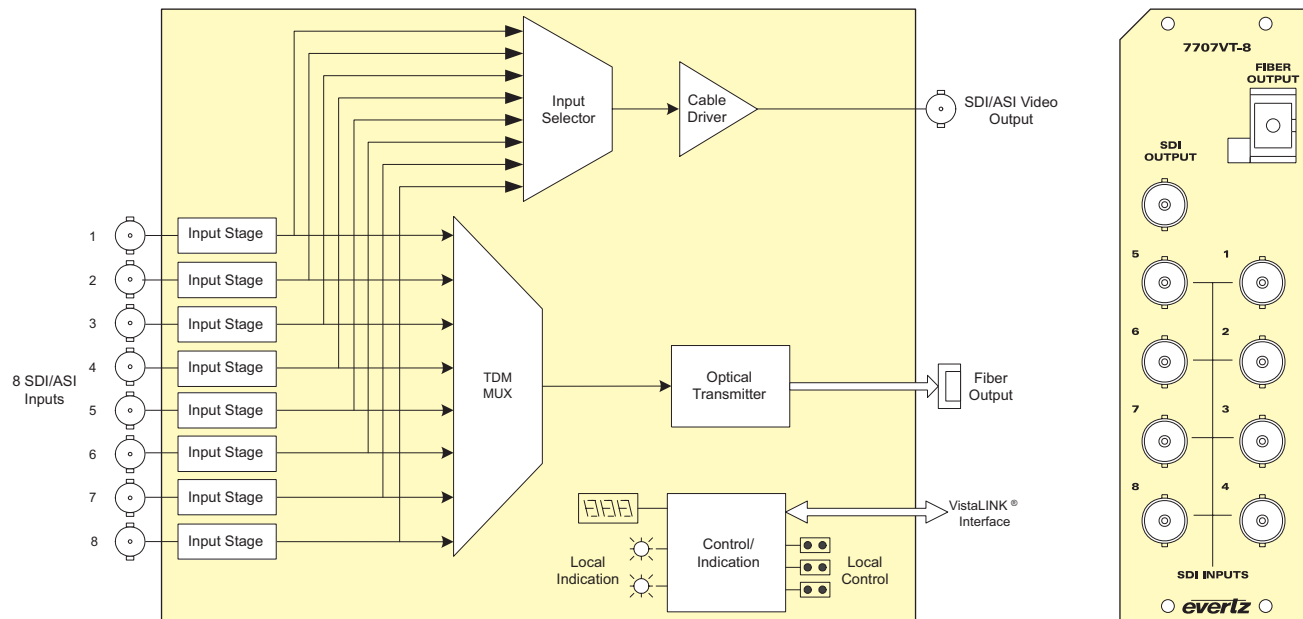 Input
Selector
Cable
Driver
SDI/ASI Video
Output
8 SDI/ASI
Inputs
1
Input Stage
2
Input Stage
3
Input Stage
4
Input Stage
5
Input Stage
6
Input Stage
7
Input Stage
8
Input Stage
TDM
MUX
Optical
Transmitter
Fiber
Output
Control/
Indication
VistaLINK ®
Interface
Local
Indication
Local
Control
7707VT-8
FIBER
OUTPUT
SDI
OUTPUT
5
1
6
2
7
3
8
4
SDI INPUTS
evertz